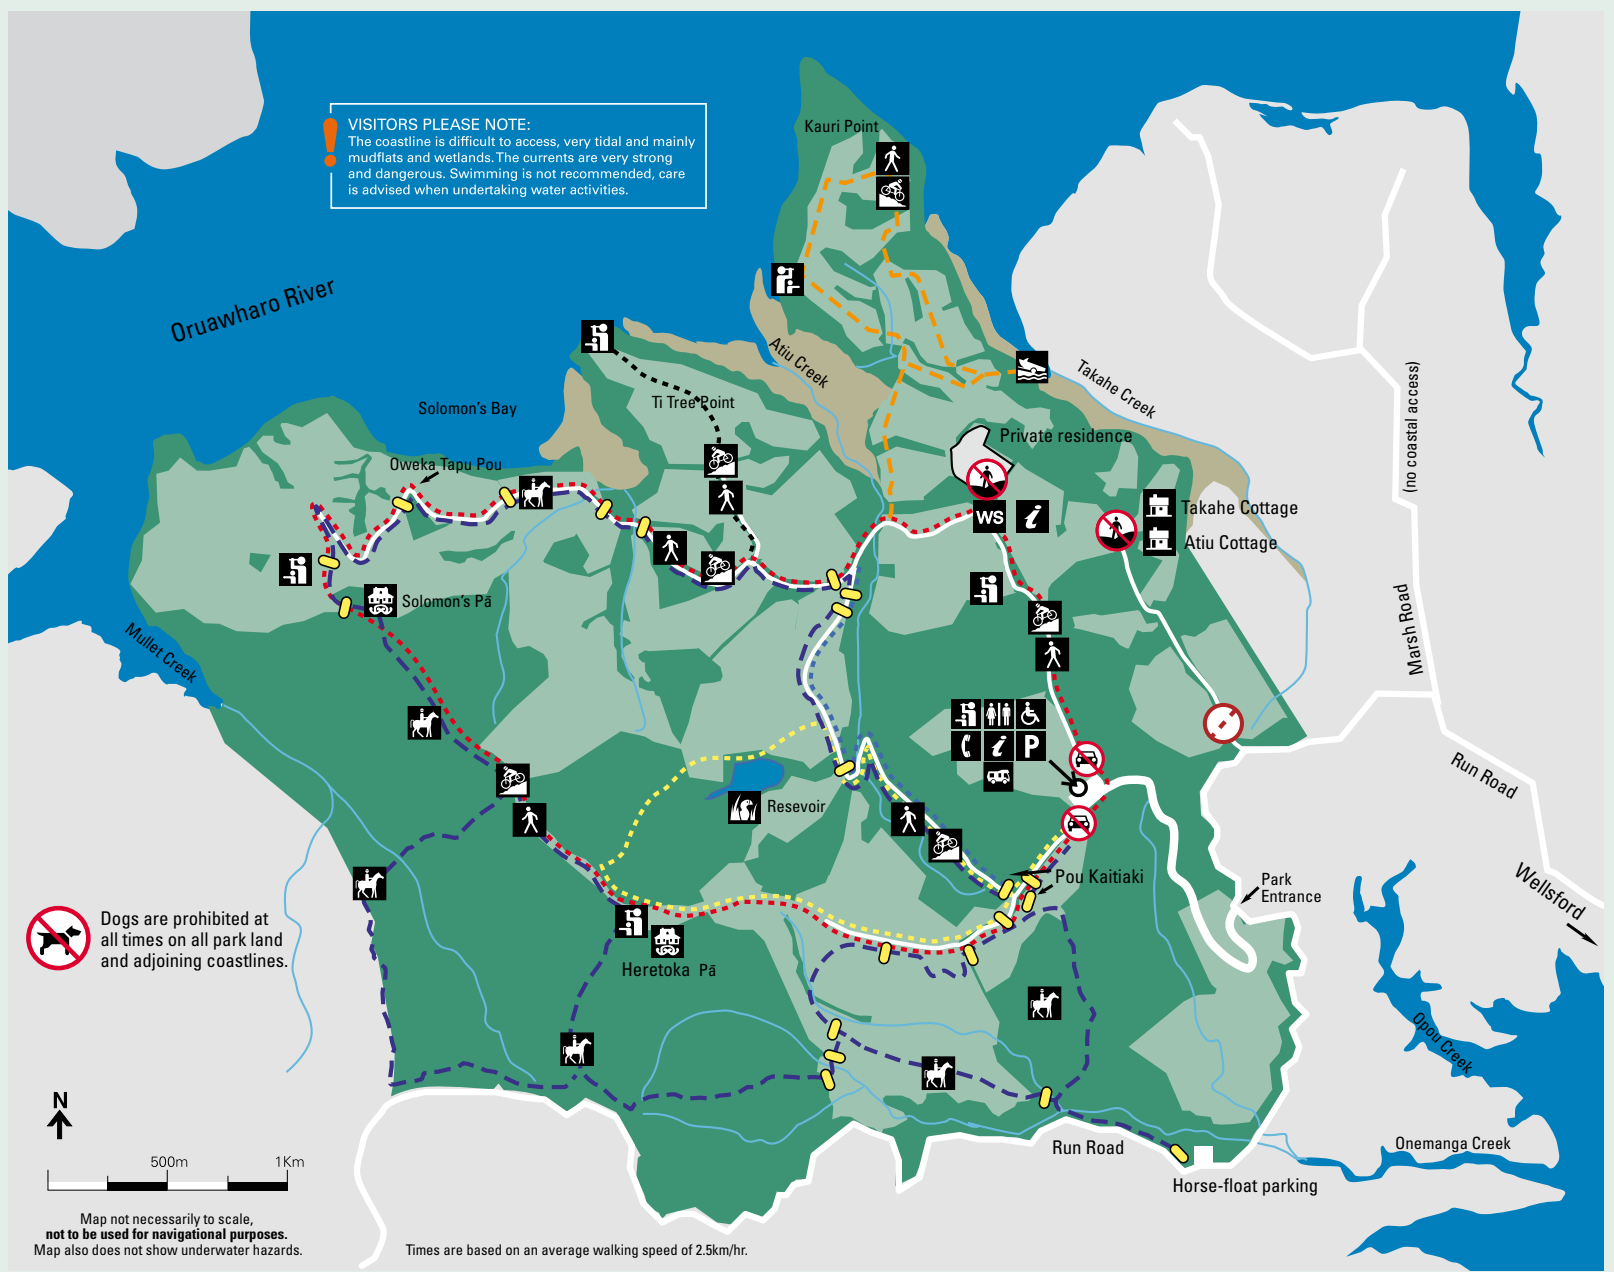 Kauri Point
VISITORS PLEASE NOTE:
The coastline is difficult to access, very tidal and mainly
mudflats and wetlands. The currents are very strong
and dangerous. Swimming is not recommended, care
is advised when undertaking water activities.
Oruawharo River
Atiu Creek
Takahe Creek
Solomon's Bay
Ti Tree Point
(no coastal access)
Private residence
Oweka Tapu Pou
WS
i
Takahe Cottage
Atiu Cottage
Solomon's Pā
Mullet Creek
Marsh Road
i
P
Run Road
Resevoir
Pou Kaitiaki
Park
Entrance
Wellsford
Dogs are prohibited at
all times on all park land
and adjoining coastlines.
Heretoka Pā
Opou Creek
N
Run Road
Onemanga Creek
500m
1Km
Horse-float parking
Map not necessarily to scale,
not to be used for navigational purposes.
Map also does not show underwater hazards.
Times are based on an average walking speed of 2.5km/hr.